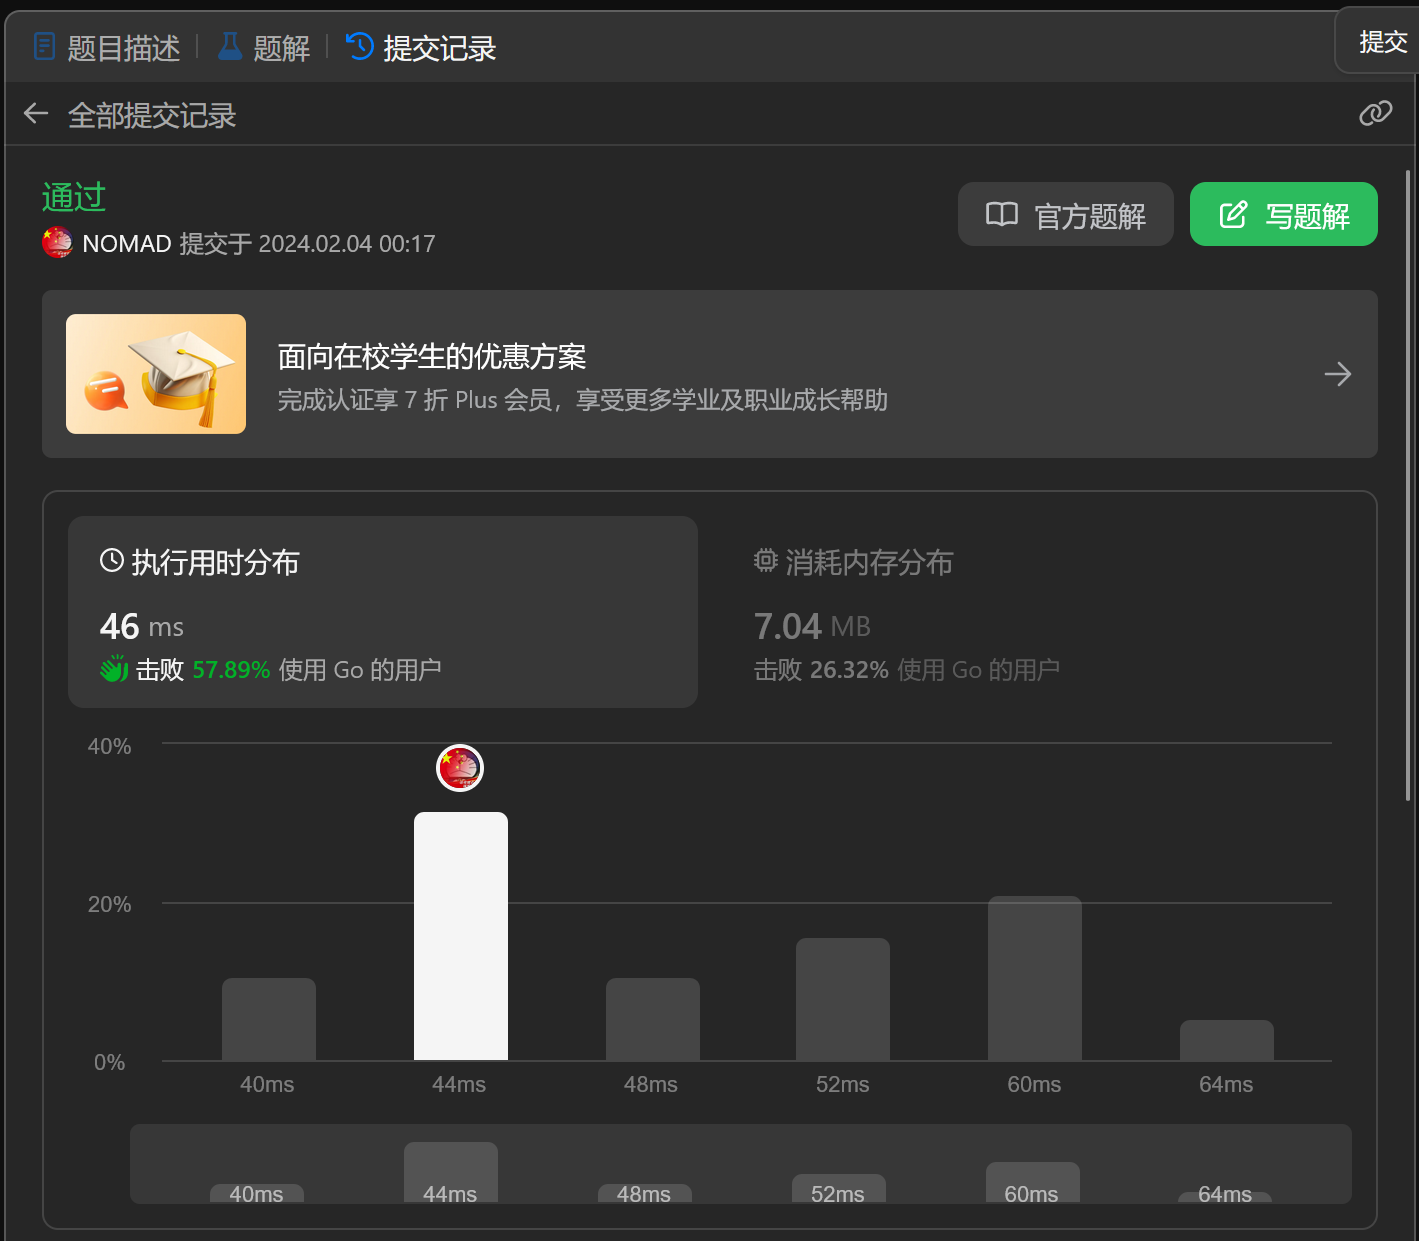 题目描述 题解 提交记录 提交
全部提交记录
通过
NOMAD 提交于 2024.02.04 00:17
官方题解 写题解
面向在校学生的优惠方案
完成认证享 7 折 Plus 会员，享受更多学业及职业成长帮助
执行用时分布
46 ms
击败 57.89% 使用 Go 的用户
消耗内存分布
7.04 MB
击败 26.32% 使用 Go 的用户
40%
20%
0%
40ms 44ms 48ms 52ms 60ms 64ms
40ms 44ms 48ms 52ms 60ms 64ms